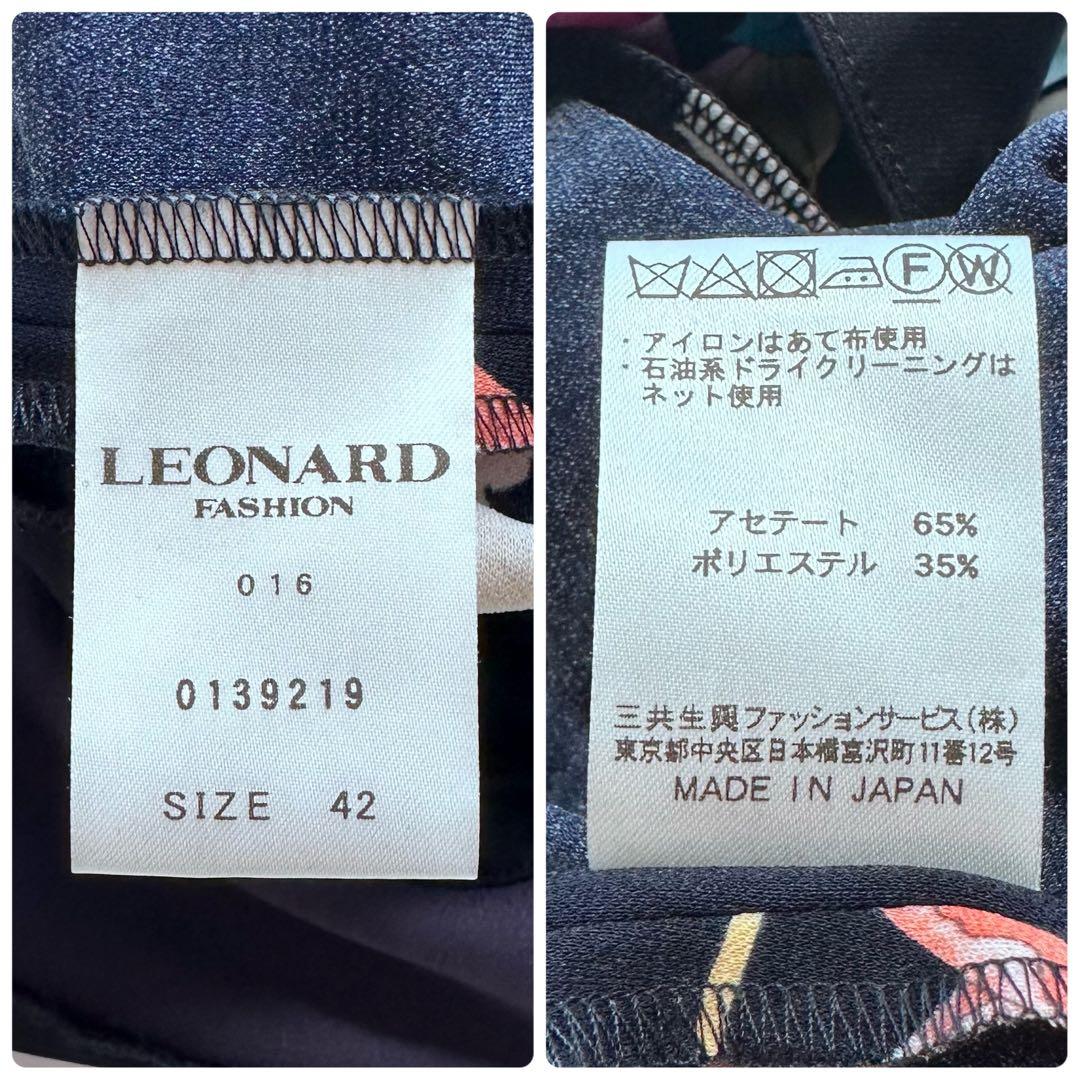 LEONARD
FASHION
016
0139219
SIZE 42
F W
・アイロンはあて布使用
・石油系ドライクリーニングは
ネット使用
アセテート 65%
ポリエステル 35%
三共生興ファッションサービス(株)
東京都中央区日本橋富沢町11番12号
MADE IN JAPAN